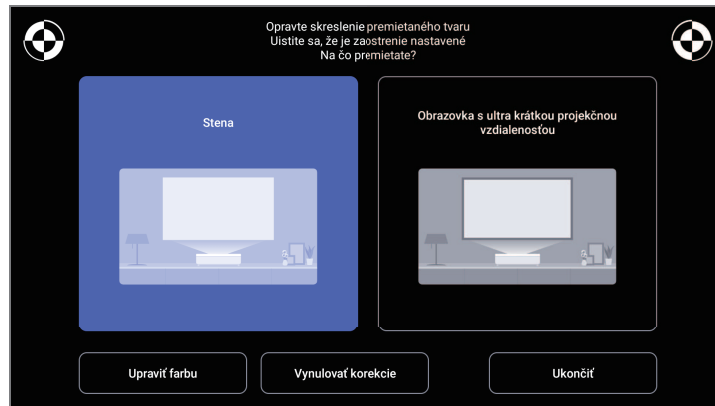 Opravte skreslenie premietaného tvaru
Uistite sa, že je zaostrenie nastavené
Na čo premietate?
Stena
Obrazovka s ultra krátkou projekčnou
vzdialenosťou
Upraviť farbu
Vynulovať korekcie
Ukončiť